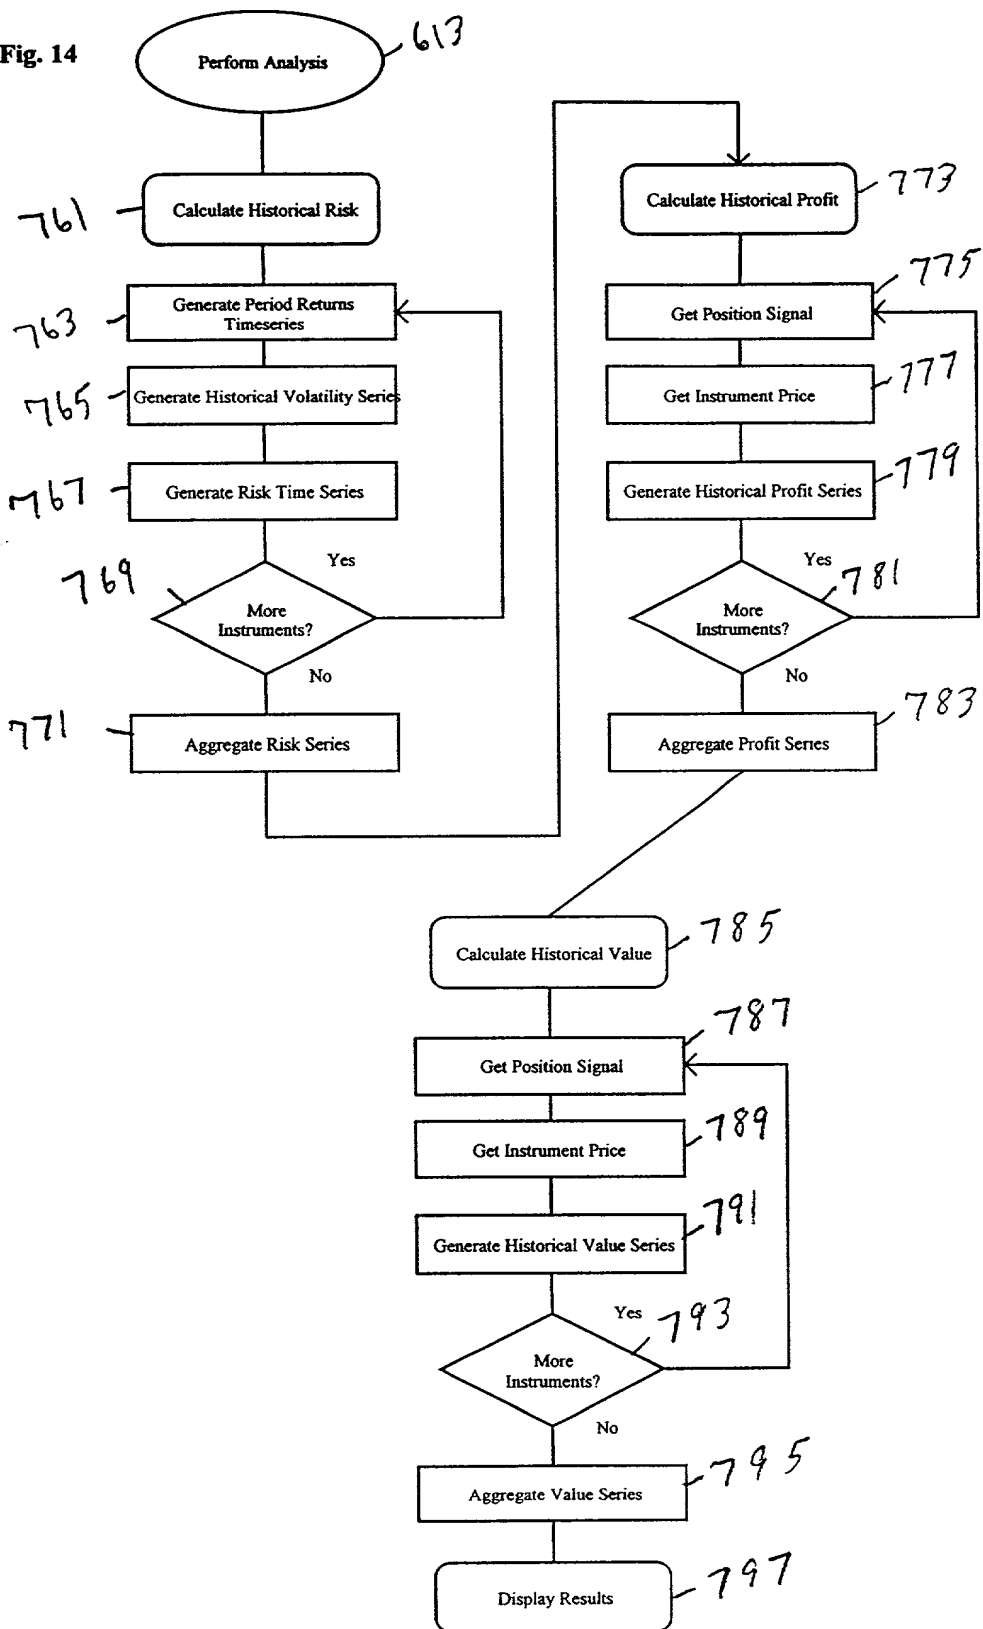 Fig. 14
Perform Analysis
613
761
Calculate Historical Risk
763
Generate Period Returns
Timeseries
765
Generate Historical Volatility Series
767
Generate Risk Time Series
Yes
769
More
Instruments?
No
771
Aggregate Risk Series
Calculate Historical Profit
773
775
Get Position Signal
777
Get Instrument Price
779
Generate Historical Profit Series
Yes
781
More
Instruments?
No
783
Aggregate Profit Series
785
Calculate Historical Value
787
Get Position Signal
789
Get Instrument Price
791
Generate Historical Value Series
Yes
793
More
Instruments?
No
795
Aggregate Value Series
797
Display Results